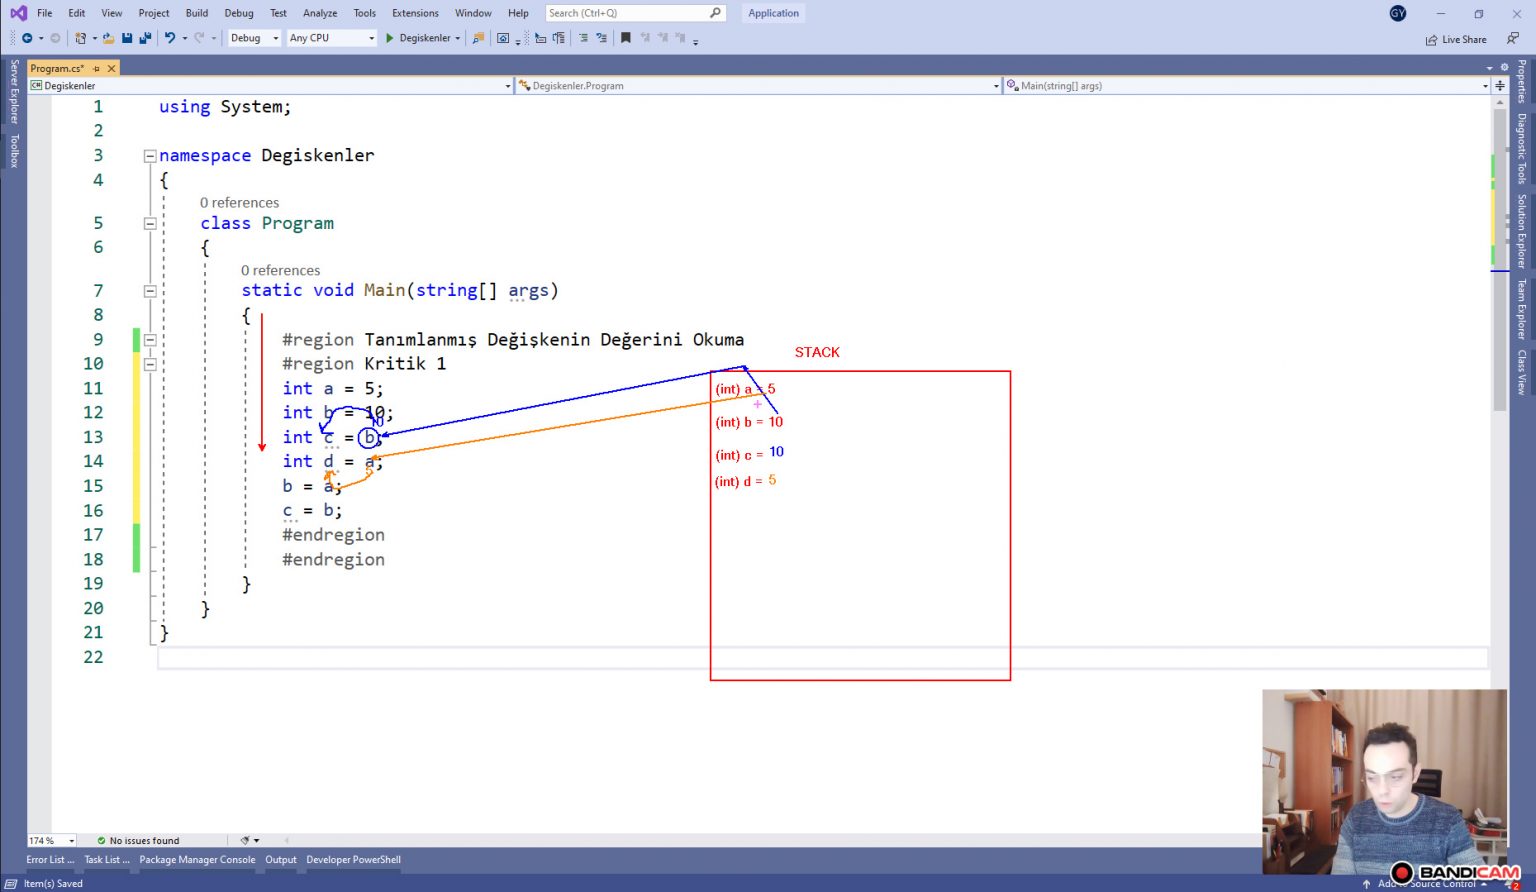 File Edit View Project Build Debug Test Analyze Tools Extensions Window Help Search (Ctrl+Q) Application GY
Debug Any CPU Degiskenler Live Share
Program.cs*
Degiskenler Degiskenler.Program Main(string[] args)
Server Explorer
Toolbox
1 using System;
2
3 namespace Degiskenler
4 {
0 references
5 class Program
6 {
0 references
7 static void Main(string[] args)
8 {
9 #region Tanımlanmış Değişkenin Değerini Okuma
10 #region Kritik 1
11 int a = 5;
12 int b = 10;
10
13 int c = b;
14 int d = a;
5
15 b = a;
16 c = b;
17 #endregion
18 #endregion
19 }
20 }
21 }
22
STACK
(int) a = 5
(int) b = 10
(int) c = 10
(int) d = 5
Properties
Diagnostic Tools
Solution Explorer
Team Explorer
Class View
174 % No issues found
Error List ... Task List ... Package Manager Console Output Developer PowerShell
Item(s) Saved
Add to Source Control 2
BANDICAM